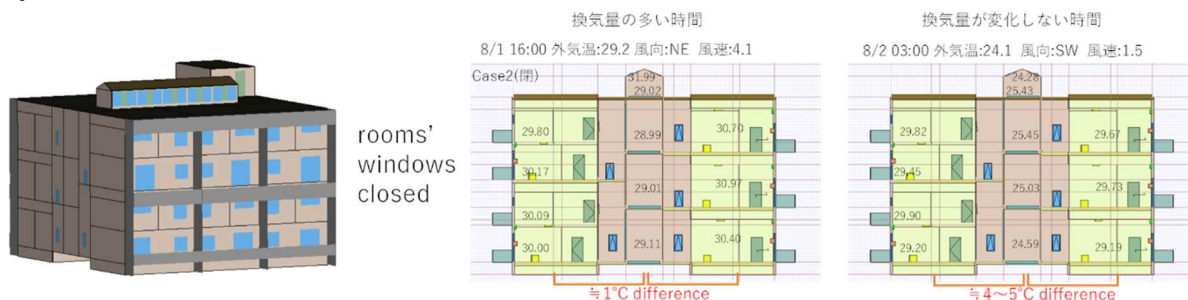 rooms'
windows
closed
換気量の多い時間
8/1 16:00 外気温:29.2 風向:NE 風速:4.1
Case2(閉)
31.99
29.02
29.80
28.99
30.70
30.17
29.01
30.97
30.09
30.00
29.11
30.40
≒1℃ difference
換気量が変化しない時間
8/2 03:00 外気温:24.1 風向:SW 風速:1.5
24.28
25.43
29.82
25.45
29.67
29.45
25.03
29.73
29.90
29.20
24.59
29.19
≒4～5℃ difference